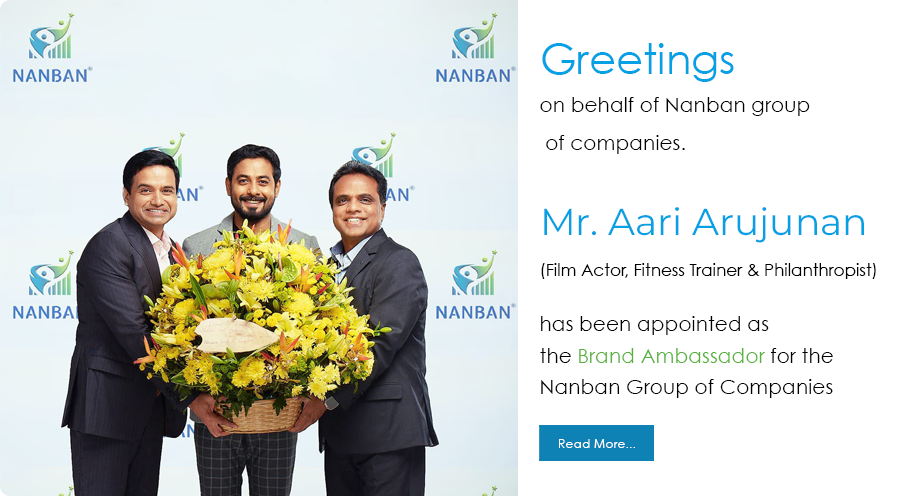 NANBAN®
NANBAN®
NANBAN®
NANBAN®
Greetings
on behalf of Nanban group
of companies.
Mr. Aari Arujunan
(Film Actor, Fitness Trainer & Philanthropist)
has been appointed as
the Brand Ambassador for the
Nanban Group of Companies
Read More...